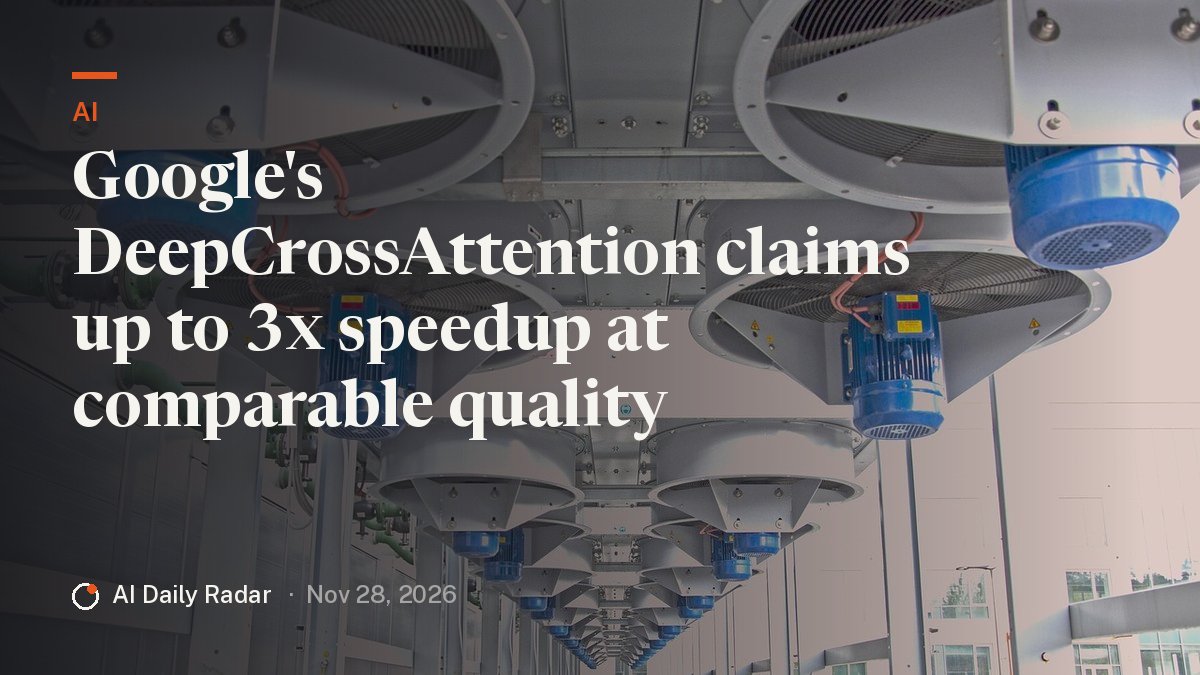 AI
Google's
DeepCrossAttention claims
up to 3x speedup at
comparable quality
AI Daily Radar · Nov 28, 2026